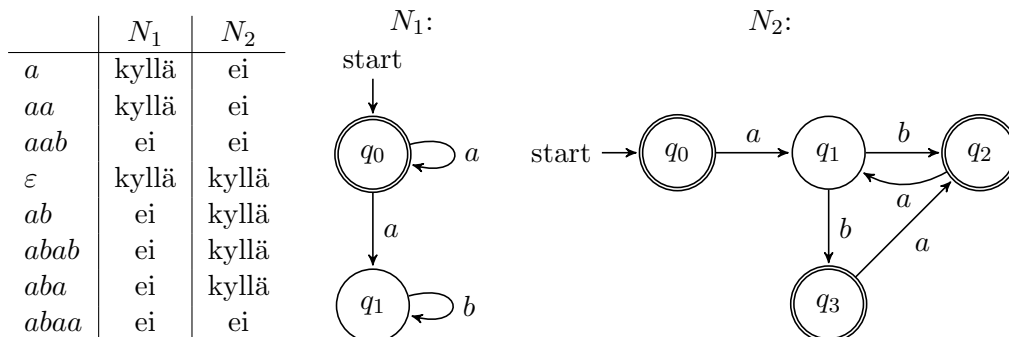 N₁ N₂
a kyllä ei
aa kyllä ei
aab ei ei
ε kyllä kyllä
ab ei kyllä
abab ei kyllä
aba ei kyllä
abaa ei ei
N₁:
start
q₀ a
a
q₁ b
N₂:
start q₀ a q₁ b q₂
a
b a
q₃